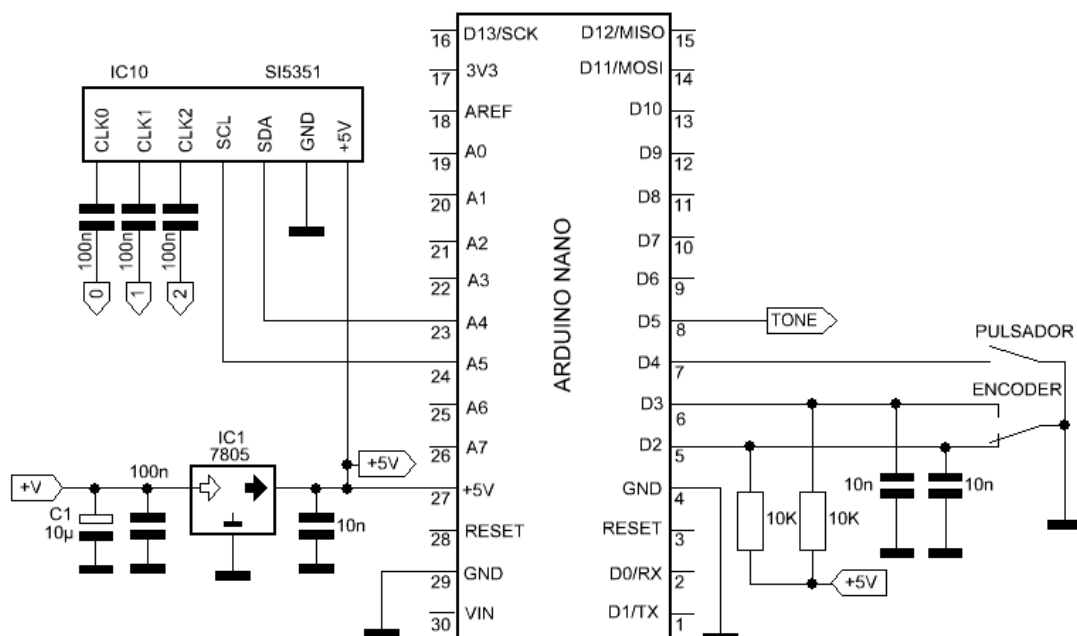 IC10
SI5351
CLK0
CLK1
CLK2
SCL
SDA
GND
+5V
100n
100n
100n
0
1
2
+V
C1
10µ
100n
IC1
7805
10n
+5V
ARDUINO NANO
16 D13/SCK
17 3V3
18 AREF
19 A0
20 A1
21 A2
22 A3
23 A4
24 A5
25 A6
26 A7
27 +5V
28 RESET
29 GND
30 VIN
D12/MISO 15
D11/MOSI 14
D10 13
D9 12
D8 11
D7 10
D6 9
D5 8
D4 7
D3 6
D2 5
GND 4
RESET 3
D0/RX 2
D1/TX 1
TONE
PULSADOR
ENCODER
10K
10K
10n
10n
+5V